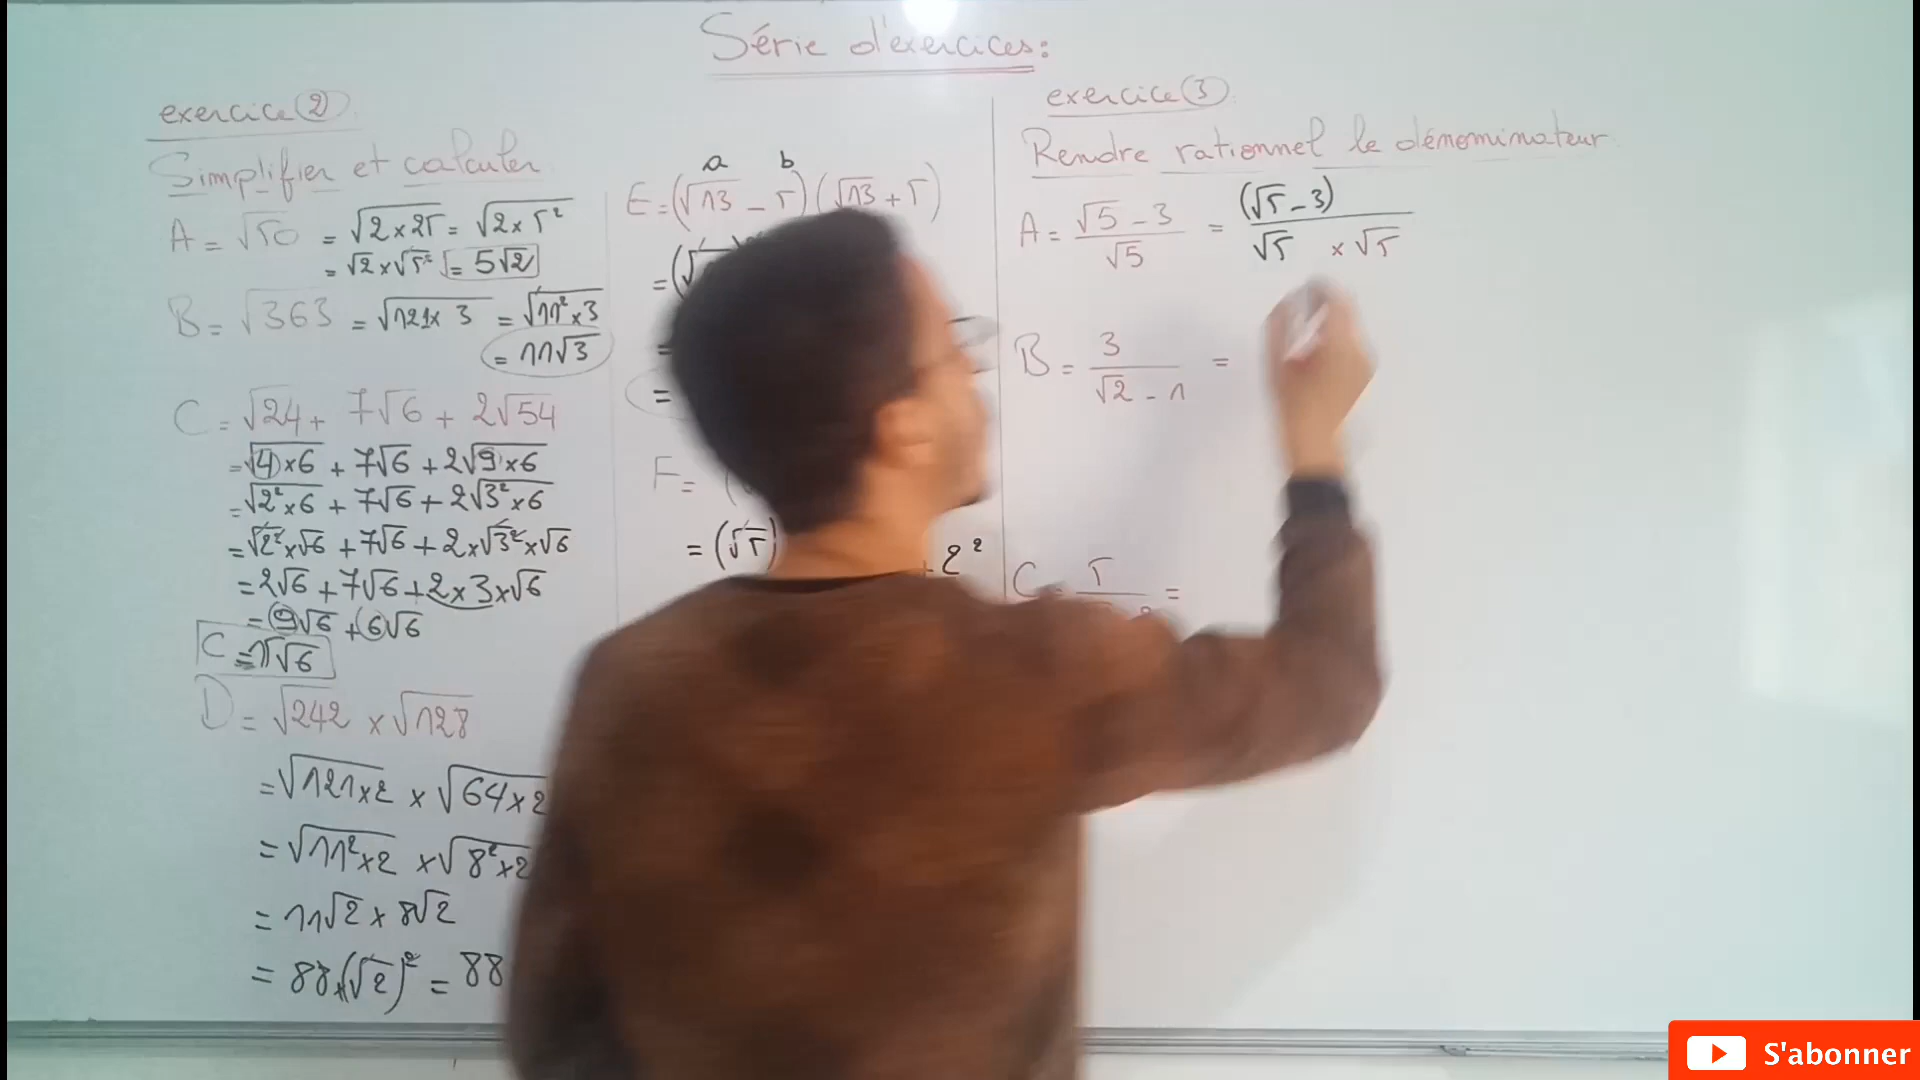 Série d'exercices:
exercice ②
Simplifier et calculer
A = √50 = √2×25 = √2×5²
= √2×√5² = 5√2
B = √363 = √121×3 = √11²×3
= 11√3
C = √24 + 7√6 + 2√54
= √4×6 + 7√6 + 2√9×6
= √2²×6 + 7√6 + 2√3²×6
= √2²×√6 + 7√6 + 2×√3²×√6
= 2√6 + 7√6 + 2×3×√6
= 9√6 + 6√6
C = 15√6
D = √242 × √128
= √121×2 × √64×2
= √11²×2 × √8²×2
= 11√2 × 8√2
= 88×(√2)² = 88
a b
E = (√13 - 5)(√13 + 5)
= (√
=
=
F = (
= (√5) + 2²
exercice ③
Rendre rationnel le dénominateur
A = √5 - 3 / √5 = (√5 - 3) / √5 × √5
B = 3 / √2 - 1 =
C = 5 =
S'abonner